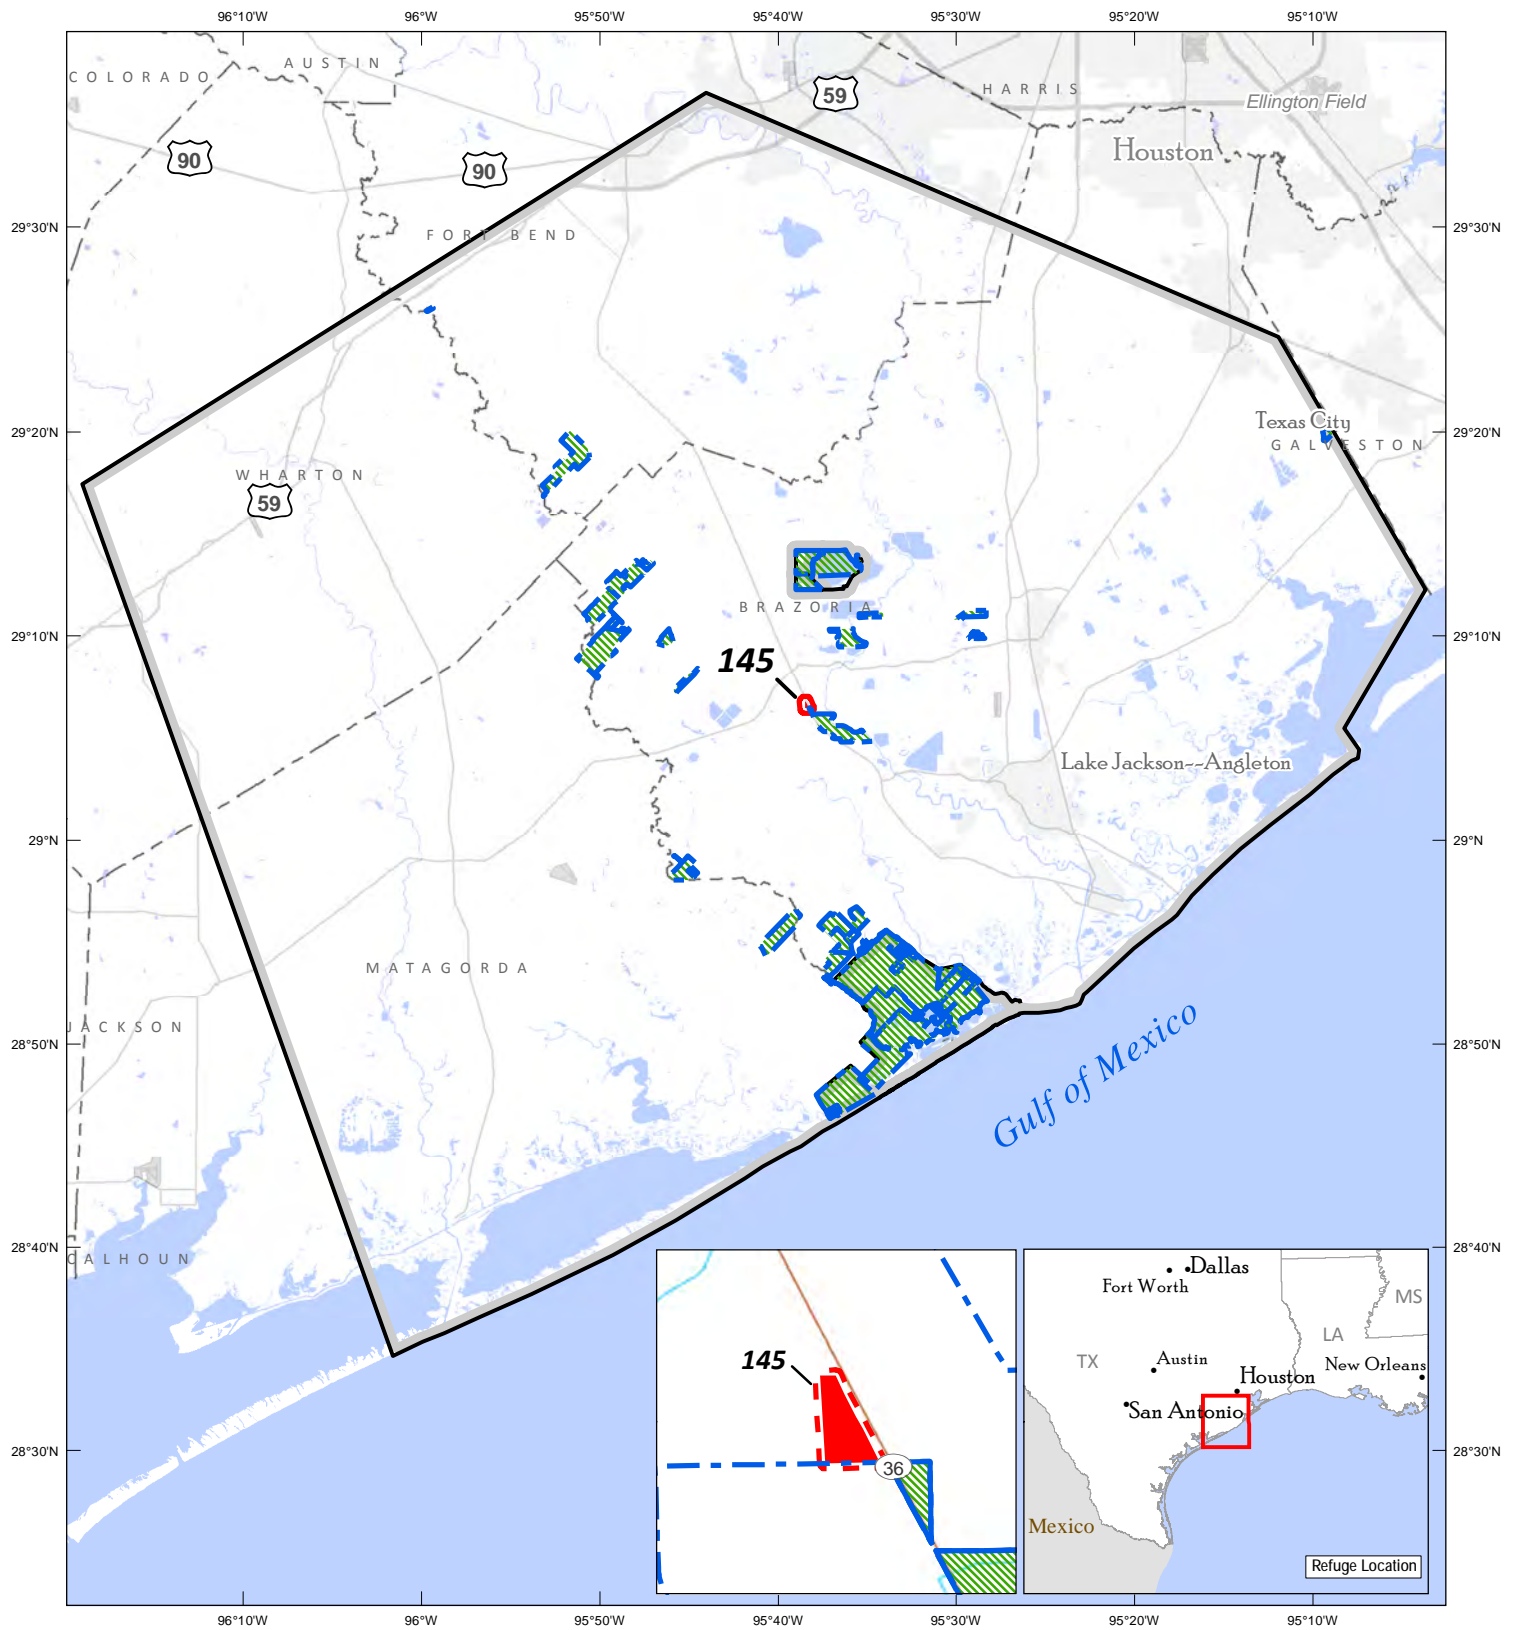 96°10'W 96°W 95°50'W 95°40'W 95°30'W 95°20'W 95°10'W
COLORADO
AUSTIN
59
HARRIS
Ellington Field
90
90
Houston
29°30'N
FORT BEND
29°30'N
29°20'N
Texas City
GALVESTON
29°20'N
WHARTON
59
BRAZORIA
29°10'N
29°10'N
145
Lake Jackson--Angleton
29°N
29°N
MATAGORDA
JACKSON
28°50'N
Gulf of Mexico
28°50'N
28°40'N
CALHOUN
28°40'N
145
36
Dallas
Fort Worth
MS
LA
TX
Austin
New Orleans
Houston
San Antonio
28°30'N
28°30'N
Mexico
Refuge Location
96°10'W 96°W 95°50'W 95°40'W 95°30'W 95°20'W 95°10'W